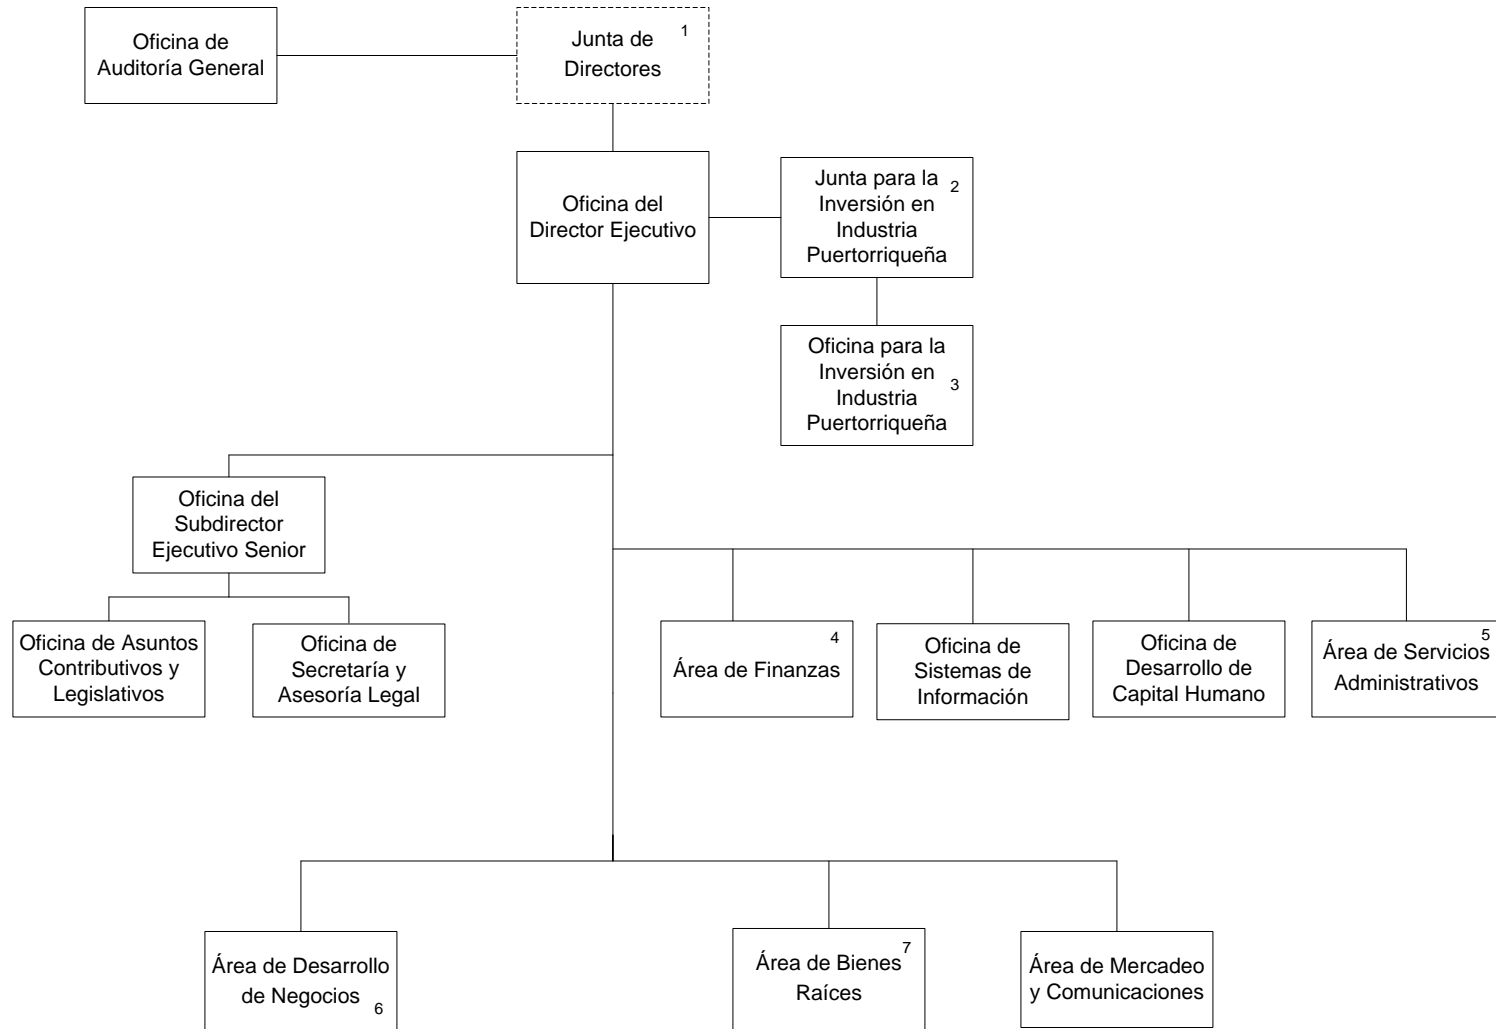 Oficina de
Auditoría General
Junta de 1
Directores
Oficina del
Director Ejecutivo
Junta para la 2
Inversión en
Industria
Puertorriqueña
Oficina para la
Inversión en
Industria 3
Puertorriqueña
Oficina del
Subdirector
Ejecutivo Senior
Oficina de Asuntos
Contributivos y
Legislativos
Oficina de
Secretaría y
Asesoría Legal
4
Área de Finanzas
Oficina de
Sistemas de
Información
Oficina de
Desarrollo de
Capital Humano
5
Área de Servicios
Administrativos
Área de Desarrollo
de Negocios 6
7
Área de Bienes
Raíces
Área de Mercadeo
y Comunicaciones